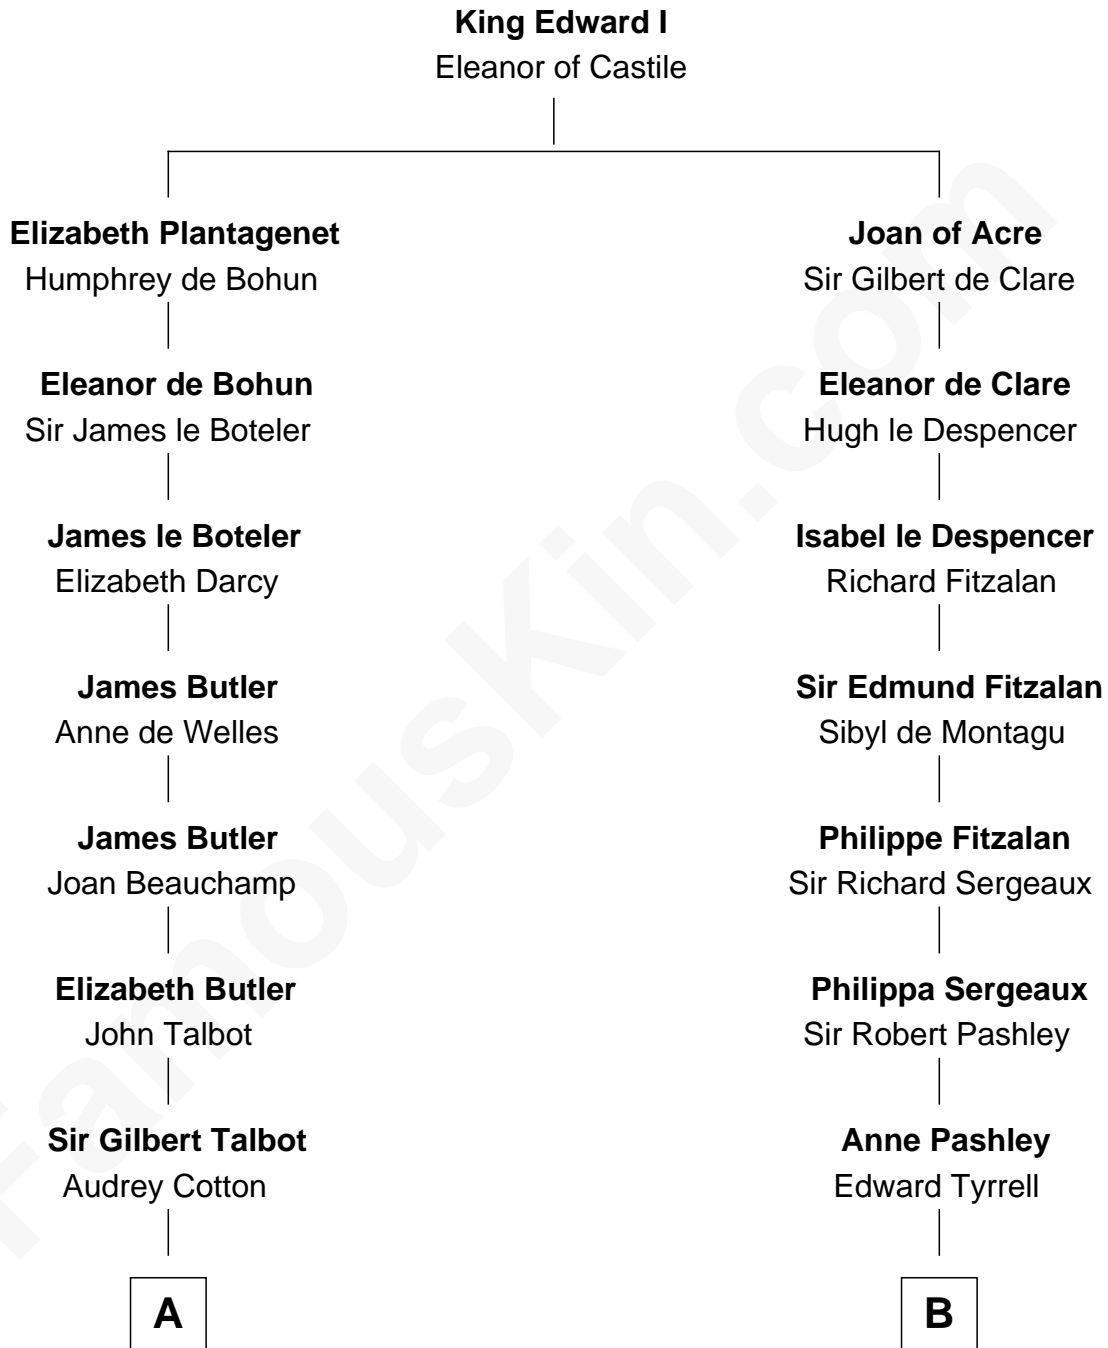 King Edward I
Eleanor of Castile
Elizabeth Plantagenet
Humphrey de Bohun
Joan of Acre
Sir Gilbert de Clare
Eleanor de Bohun
Sir James le Boteler
Eleanor de Clare
Hugh le Despencer
James le Boteler
Elizabeth Darcy
Isabel le Despencer
Richard Fitzalan
James Butler
Anne de Welles
Sir Edmund Fitzalan
Sibyl de Montagu
James Butler
Joan Beauchamp
Philippe Fitzalan
Sir Richard Sergeaux
Elizabeth Butler
John Talbot
Philippa Sergeaux
Sir Robert Pashley
Sir Gilbert Talbot
Audrey Cotton
Anne Pashley
Edward Tyrrell
A
B
FamousKin.com